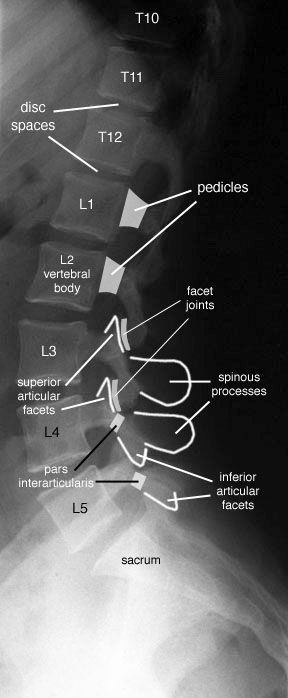 T10
T11
disc
spaces
T12
pedicles
L1
L2
vertebral
body
facet
joints
L3
superior
articular
facets
spinous
processes
L4
pars
interarticularis
inferior
articular
facets
L5
sacrum